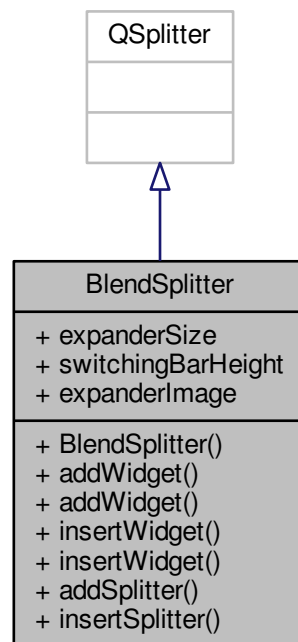 QSplitter
BlendSplitter
+ expanderSize
+ switchingBarHeight
+ expanderImage
+ BlendSplitter()
+ addWidget()
+ addWidget()
+ insertWidget()
+ insertWidget()
+ addSplitter()
+ insertSplitter()